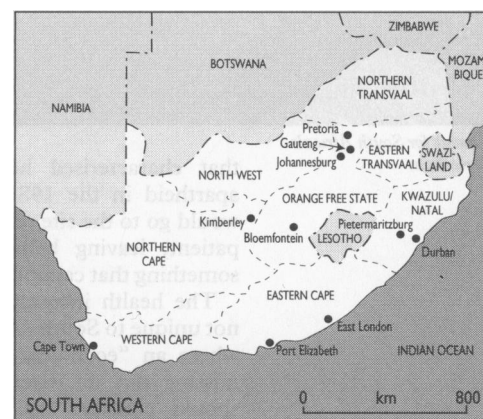 ZIMBABWE
BOTSWANA
MOZAM
BIQUE
NORTHERN
TRANSVAAL
NAMIBIA
Pretoria
Gauteng
Johannesburg
EASTERN
TRANSVAAL
SWAZI-
LAND
NORTH WEST
ORANGE FREE STATE
KWAZULU/
NATAL
Kimberley
Bloemfontein
Pietermaritzburg
LESOTHO
Durban
NORTHERN
CAPE
EASTERN CAPE
East London
WESTERN CAPE
Cape Town
Port Elizabeth
INDIAN OCEAN
SOUTH AFRICA
0 km 800